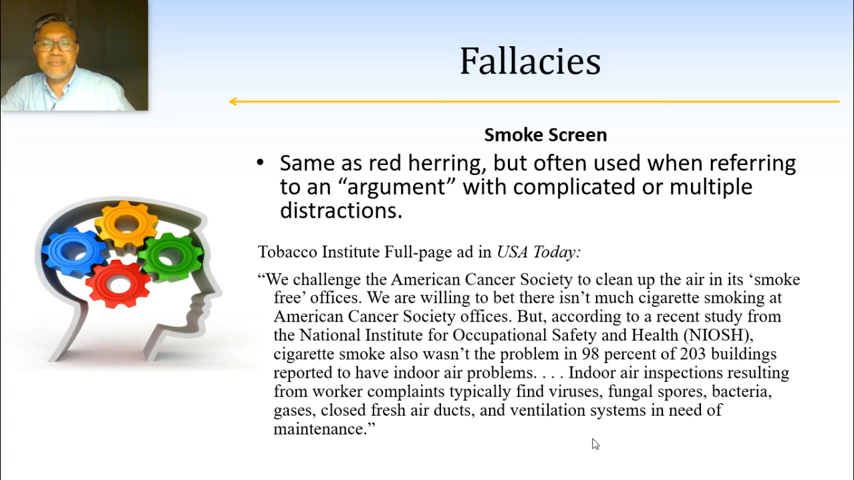 Fallacies
Smoke Screen
• Same as red herring, but often used when referring
to an “argument” with complicated or multiple
distractions.
Tobacco Institute Full-page ad in USA Today:
“We challenge the American Cancer Society to clean up the air in its ‘smoke
free’ offices. We are willing to bet there isn’t much cigarette smoking at
American Cancer Society offices. But, according to a recent study from
the National Institute for Occupational Safety and Health (NIOSH),
cigarette smoke also wasn’t the problem in 98 percent of 203 buildings
reported to have indoor air problems. . . . Indoor air inspections resulting
from worker complaints typically find viruses, fungal spores, bacteria,
gases, closed fresh air ducts, and ventilation systems in need of
maintenance.”